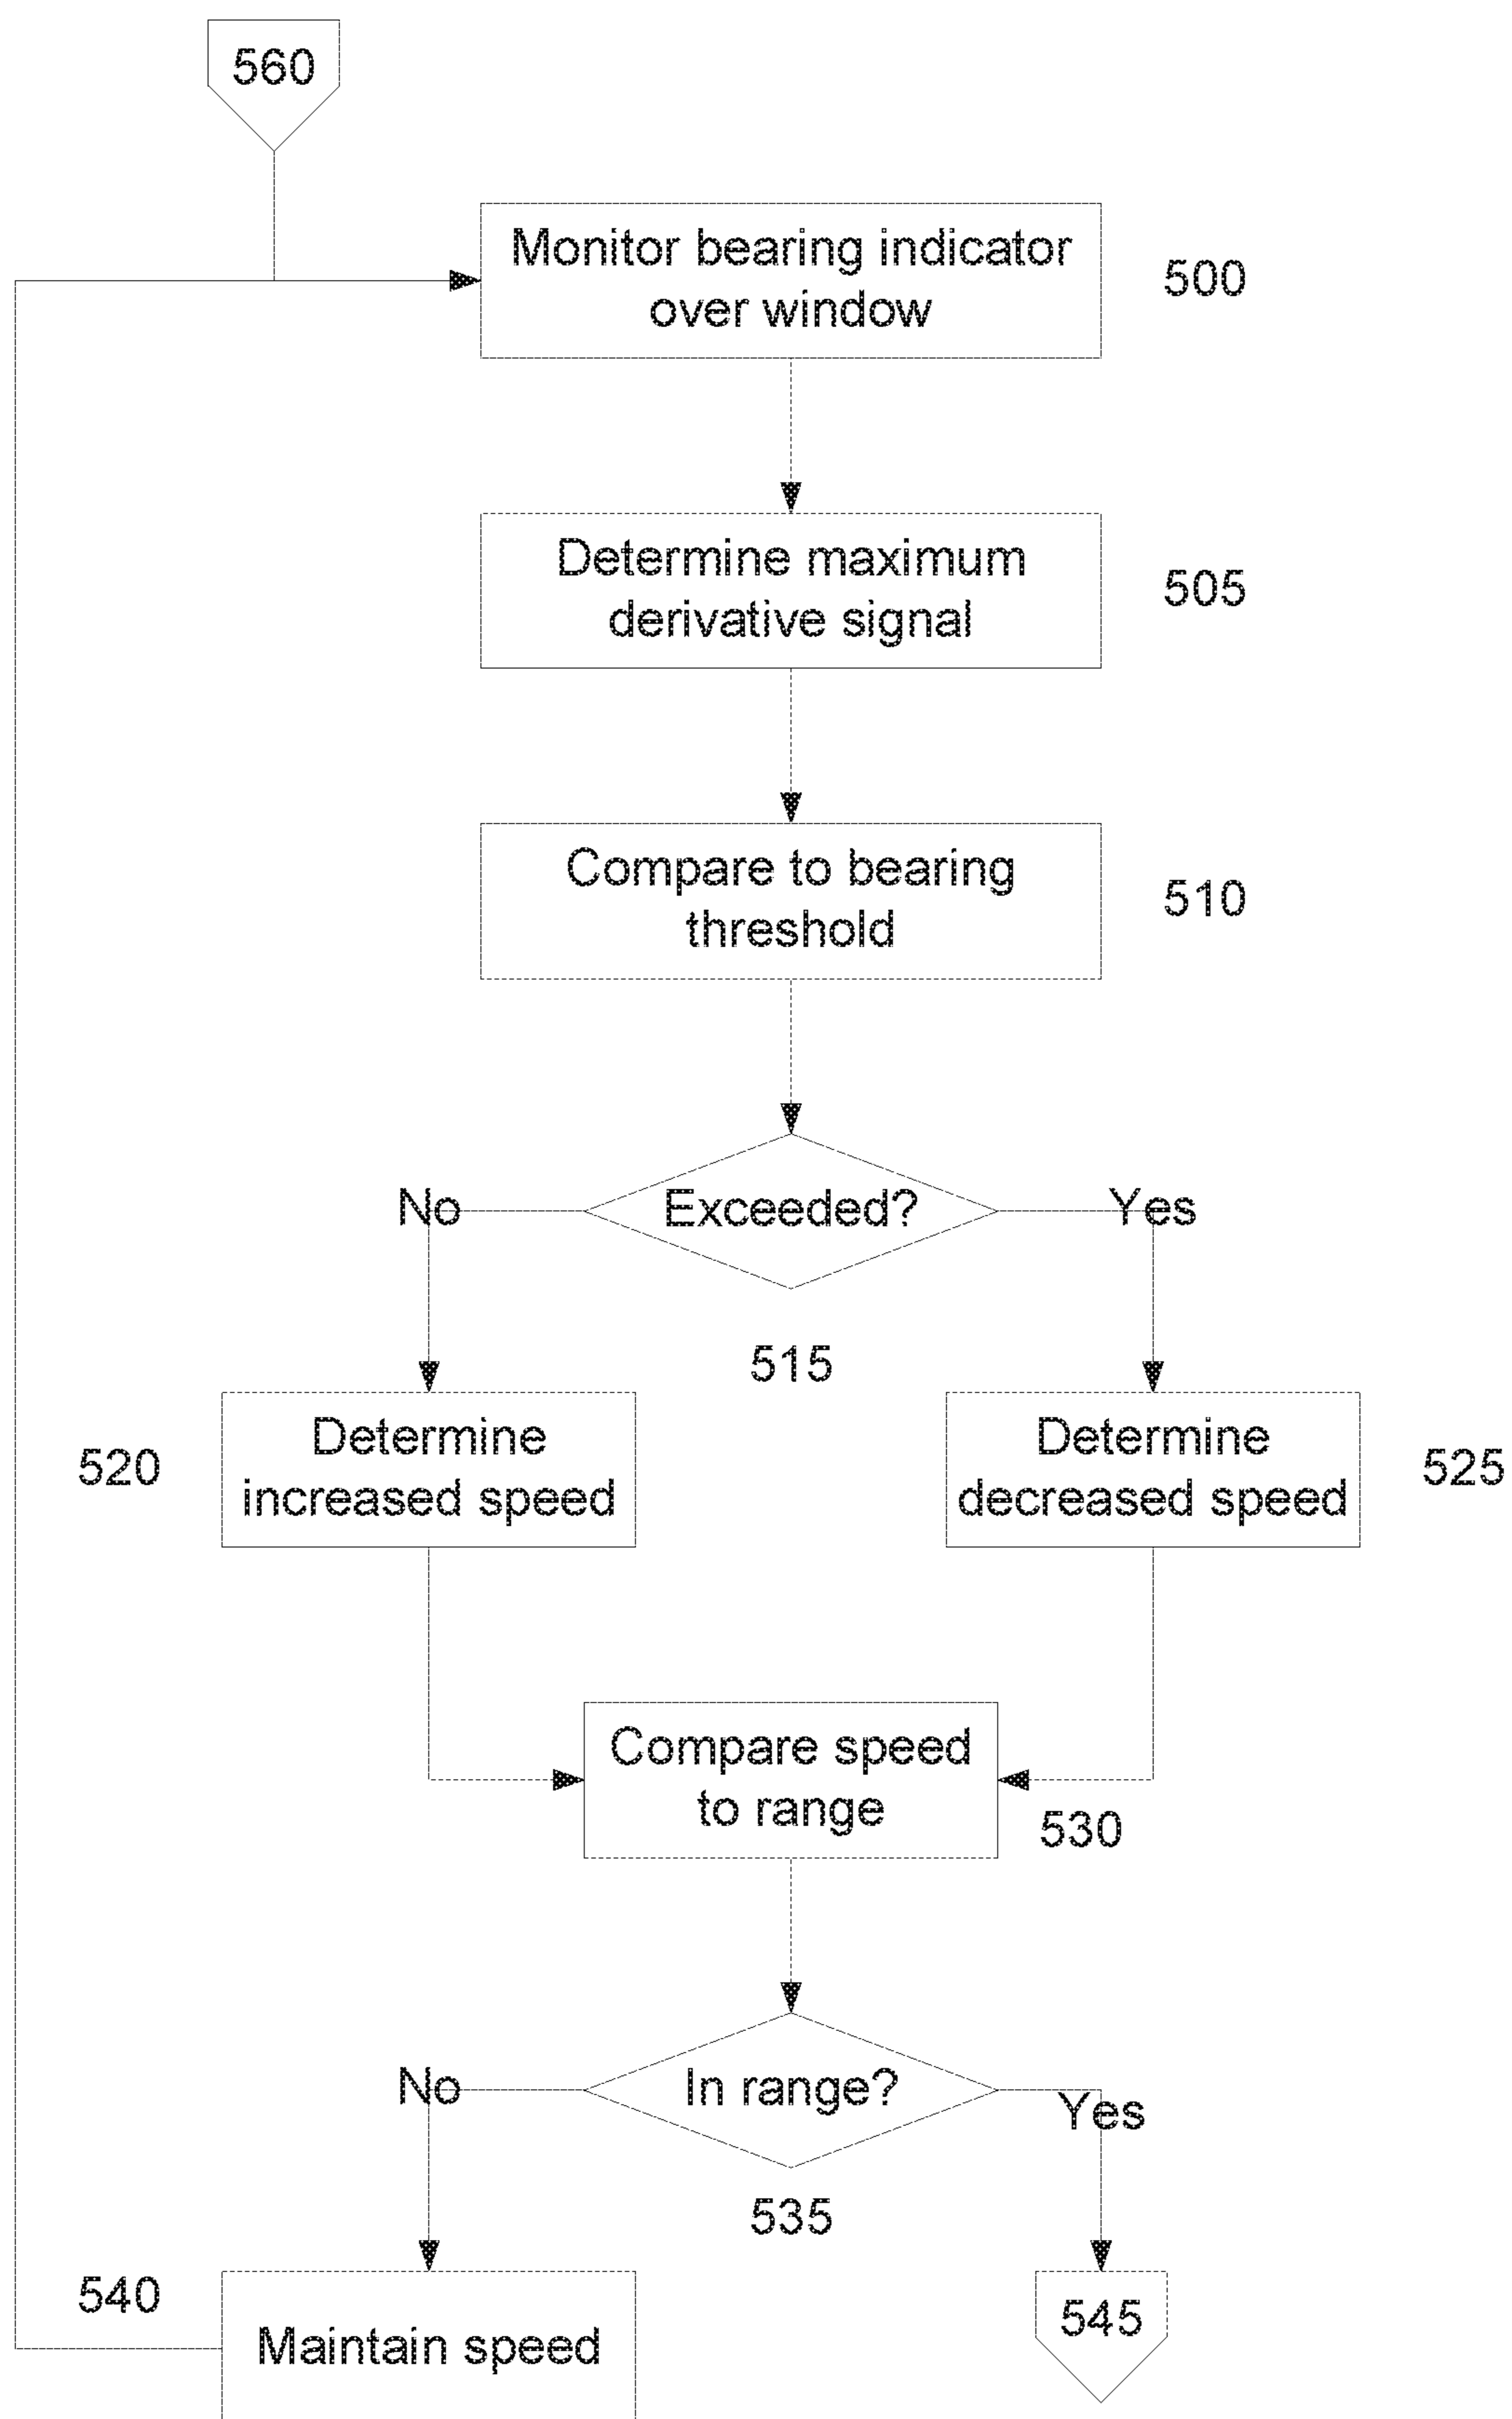 560
Monitor bearing indicator
over window
500
Determine maximum
derivative signal
505
Compare to bearing
threshold
510
No
Exceeded?
Yes
515
520
Determine
increased speed
Determine
decreased speed
525
Compare speed
to range
530
No
In range?
Yes
535
540
Maintain speed
545